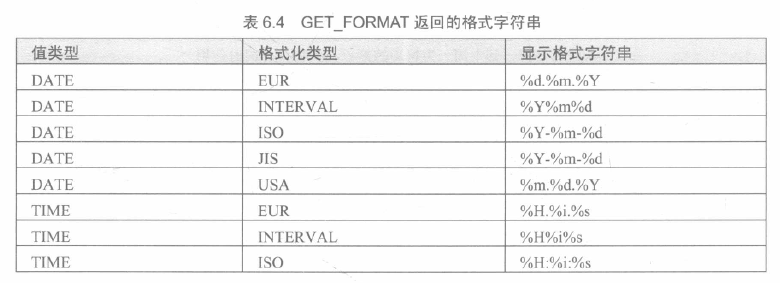 表 6.4 GET_FORMAT 返回的格式字符串
值类型 格式化类型 显示格式字符串
DATE EUR %d.%m.%Y
DATE INTERVAL %Y%m%d
DATE ISO %Y-%m-%d
DATE JIS %Y-%m-%d
DATE USA %m.%d.%Y
TIME EUR %H.%i.%s
TIME INTERVAL %H%i%s
TIME ISO %H:%i:%s